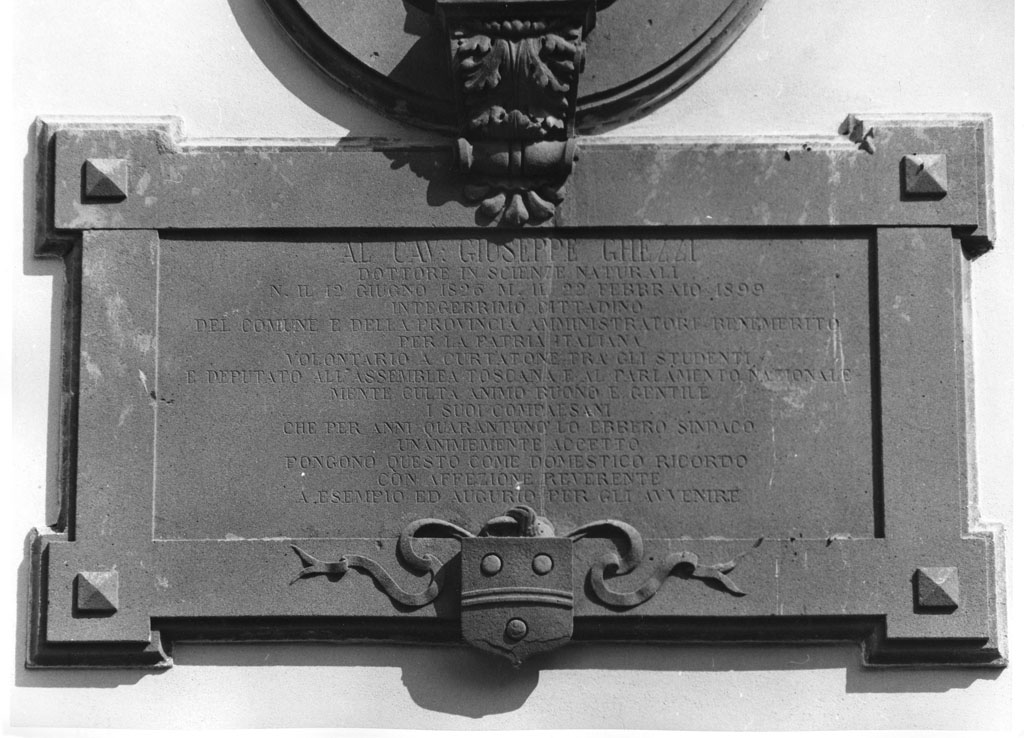 AL CAV: GIUSEPPE GHEZZI
DOTTORE IN SCIENZE NATURALI
N. IL 12 GIUGNO 1826 M. IL 22 FEBBRAIO 1899
INTEGERRIMO CITTADINO
DEL COMUNE E DELLA PROVINCIA AMMINISTRATORE BENEMERITO
PER LA PATRIA ITALIANA
VOLONTARIO A CURTATONE TRA GLI STUDENTI
E DEPUTATO ALL'ASSEMBLEA TOSCANA E AL PARLAMENTO NAZIONALE
MENTE CULTA ANIMO BUONO E GENTILE
I SUOI COMPAESANI
CHE PER ANNI QUARANTUNO LO EBBERO SINDACO
UNANIMEMENTE ACCETTO
PONGONO QUESTO COME DOMESTICO RICORDO
CON AFFEZIONE REVERENTE
A ESEMPIO ED AUGURIO PER GLI AVVENIRE